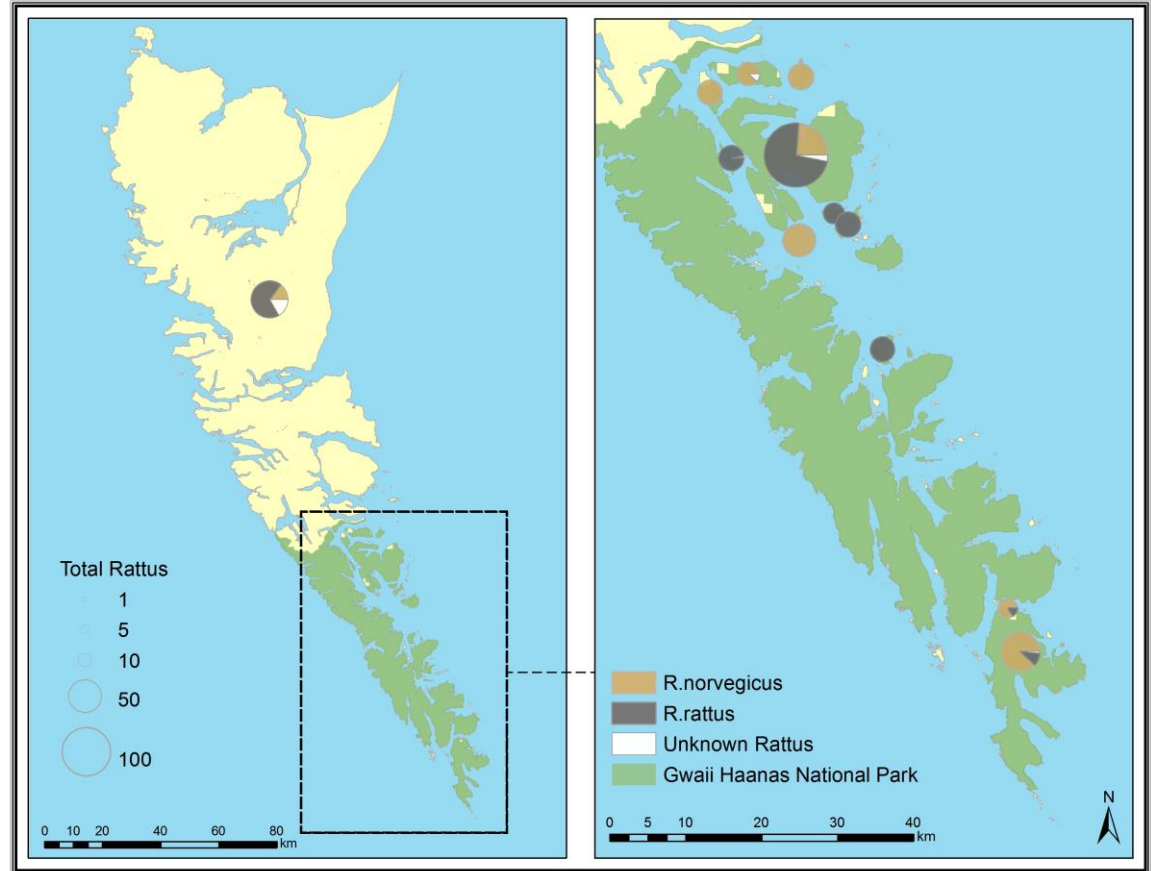 Total Rattus
1
5
10
50
100
0 10 20 40 60 80
km
R.norvegicus
R.rattus
Unknown Rattus
Gwaii Haanas National Park
0 5 10 20 30 40
km
N